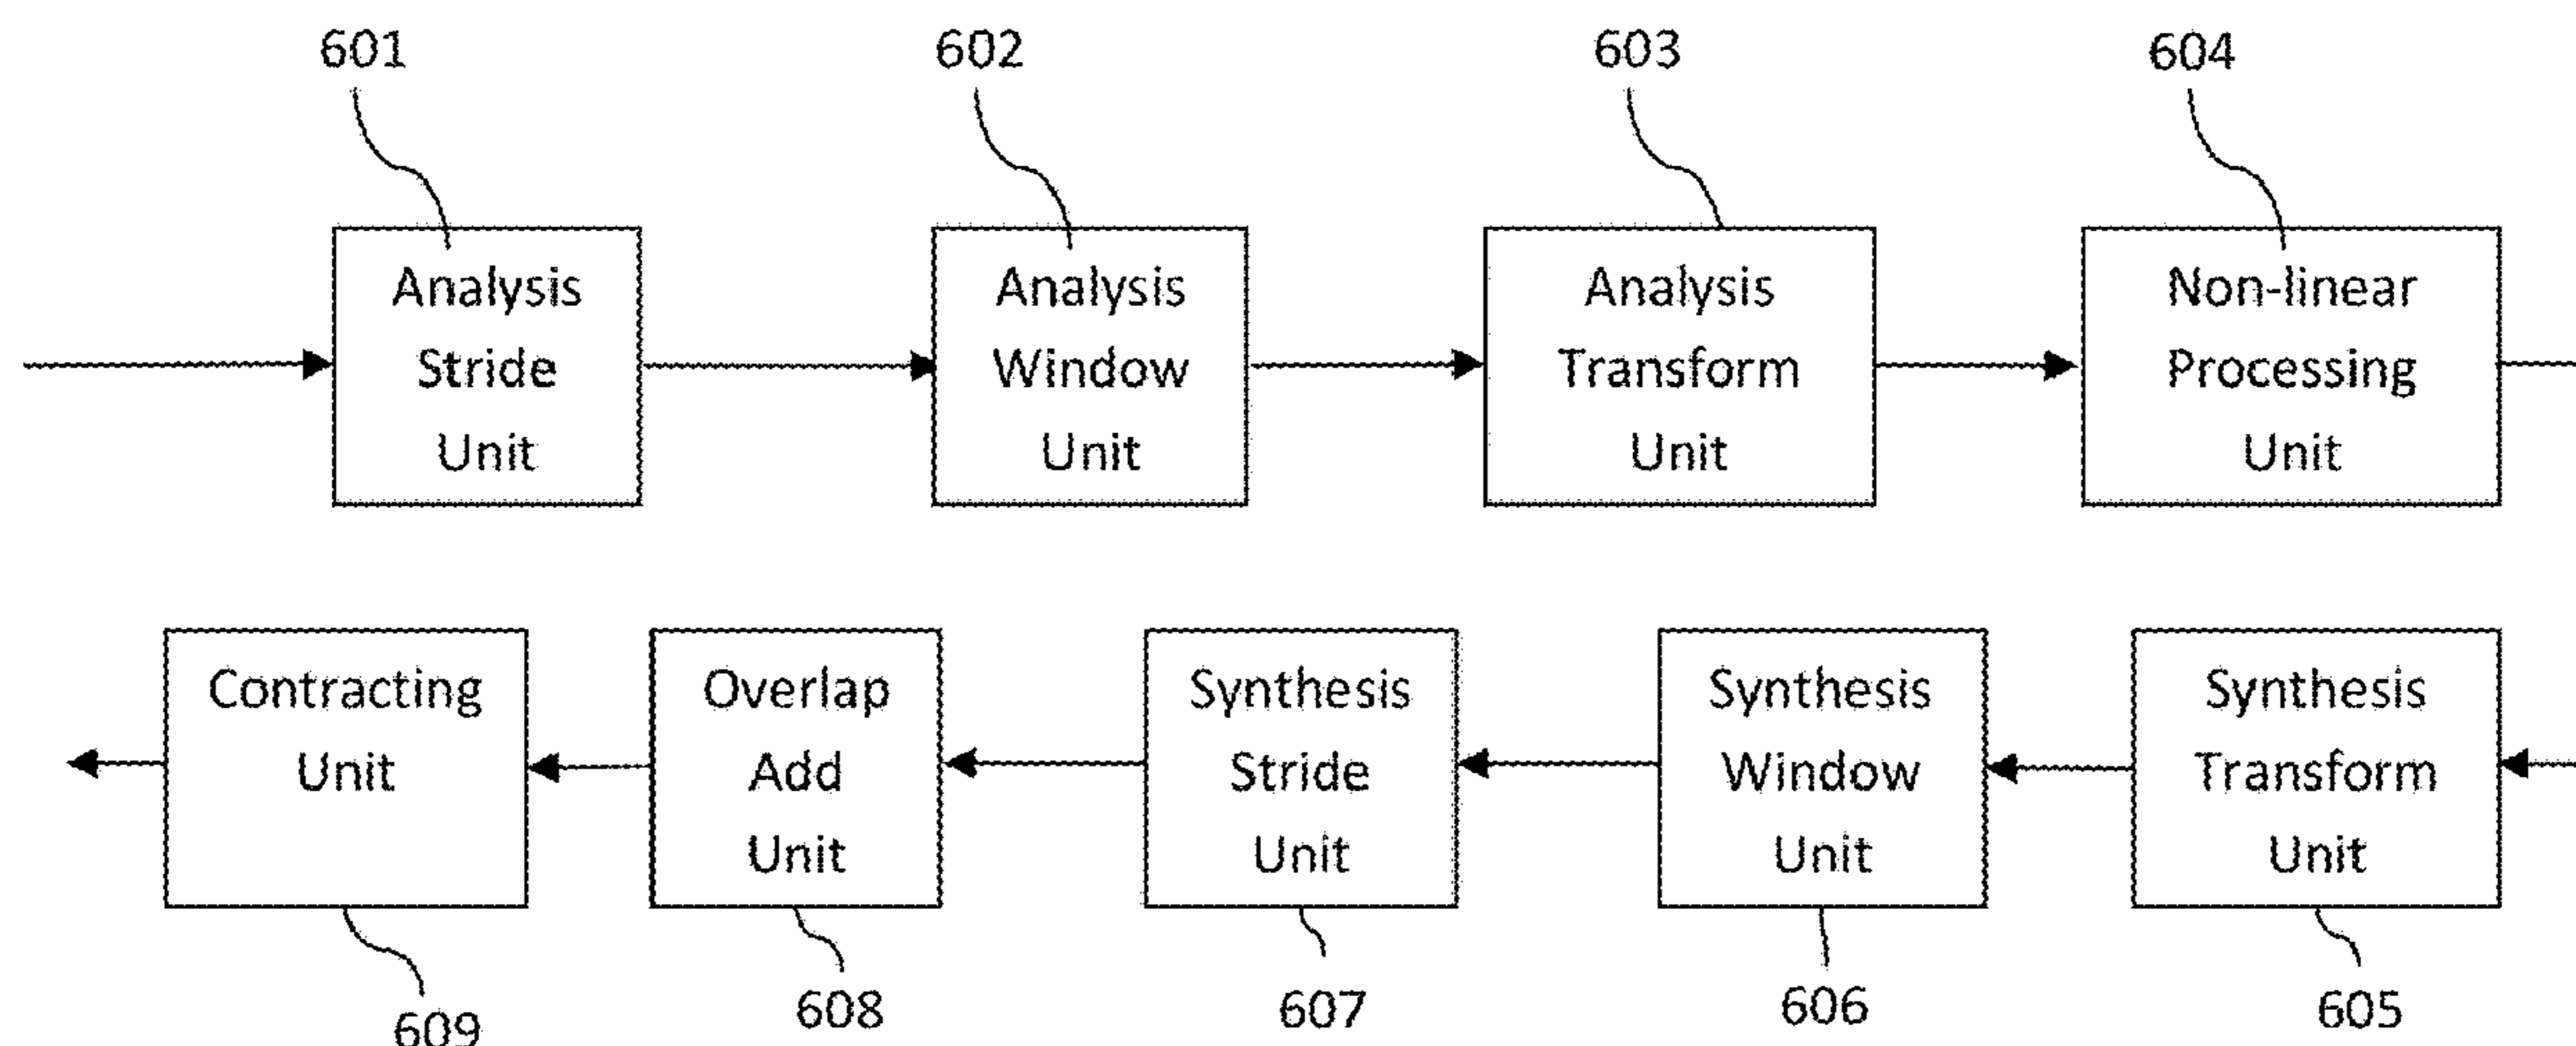 601
602
603
604
Analysis
Stride
Unit
Analysis
Window
Unit
Analysis
Transform
Unit
Non-linear
Processing
Unit
Contracting
Unit
Overlap
Add
Unit
Synthesis
Stride
Unit
Synthesis
Window
Unit
Synthesis
Transform
Unit
609
608
607
606
605